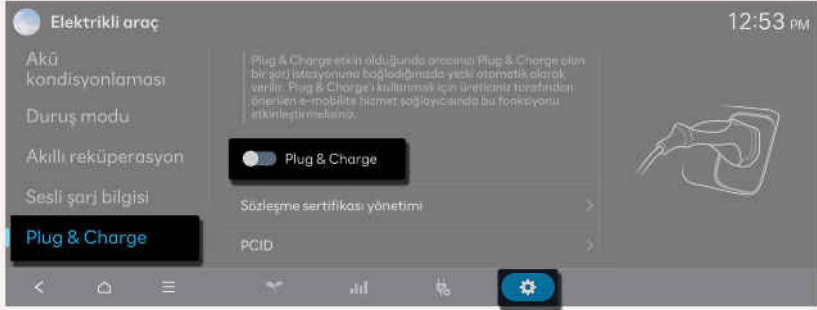 Elektrikli araç
12:53 PM
Akü
kondisyonlaması
Duruş modu
Akıllı reküperasyon
Sesli şarj bilgisi
Plug & Charge
Plug & Charge etkin olduğunda aracınızı Plug & Charge olan
bir şarj istasyonuna bağladığınızda yetki otomatik olarak
verilir. Plug & Charge'ı kullanmak için üreticiniz tarafından
önerilen e-mobilite hizmet sağlayıcısında bu fonksiyonu
etkinleştirmelisiniz.
Plug & Charge
Sözleşme sertifikası yönetimi
PCID